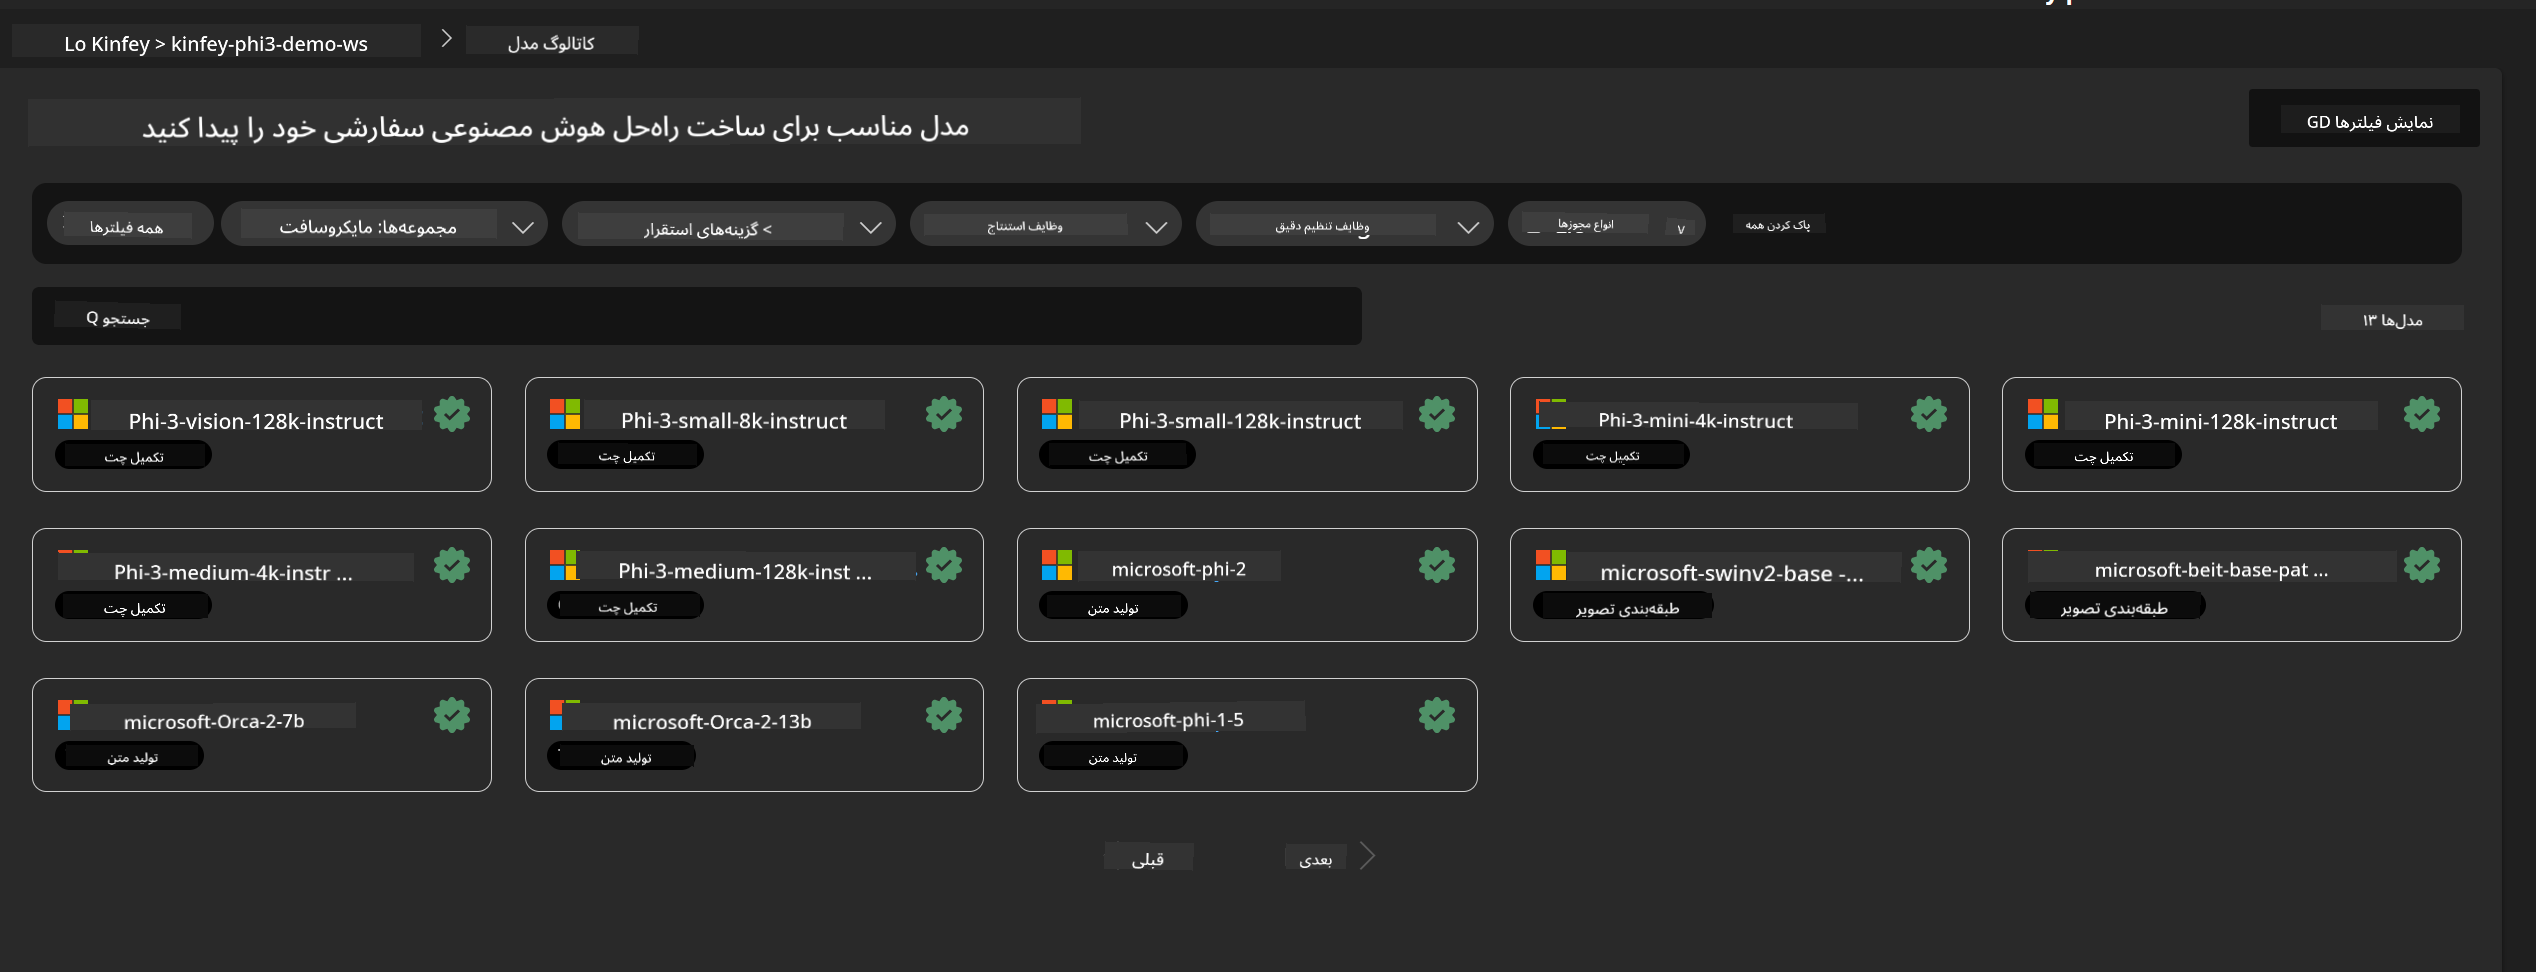 Lo Kinfey > kinfey-phi3-demo-ws
کاتالوگ مدل
مدل مناسب برای ساخت راه‌حل هوش مصنوعی سفارشی خود را پیدا کنید
نمایش فیلترها GD
همه فیلترها
مجموعه‌ها: مایکروسافت
> گزینه‌های استقرار
وظایف استنتاج
وظایف تنظیم دقیق
انواع مجوزها
v
پاک کردن همه
جستجو Q
مدل‌ها ۱۳
Phi-3-vision-128k-instruct
تکمیل چت
Phi-3-small-8k-instruct
تکمیل چت
Phi-3-small-128k-instruct
تکمیل چت
Phi-3-mini-4k-instruct
تکمیل چت
Phi-3-mini-128k-instruct
تکمیل چت
Phi-3-medium-4k-instr ...
تکمیل چت
Phi-3-medium-128k-inst ...
تکمیل چت
microsoft-phi-2
تولید متن
microsoft-swinv2-base -...
طبقه‌بندی تصویر
microsoft-beit-base-pat ...
طبقه‌بندی تصویر
microsoft-Orca-2-7b
تولید متن
microsoft-Orca-2-13b
تولید متن
microsoft-phi-1-5
تولید متن
قبلی
بعدی